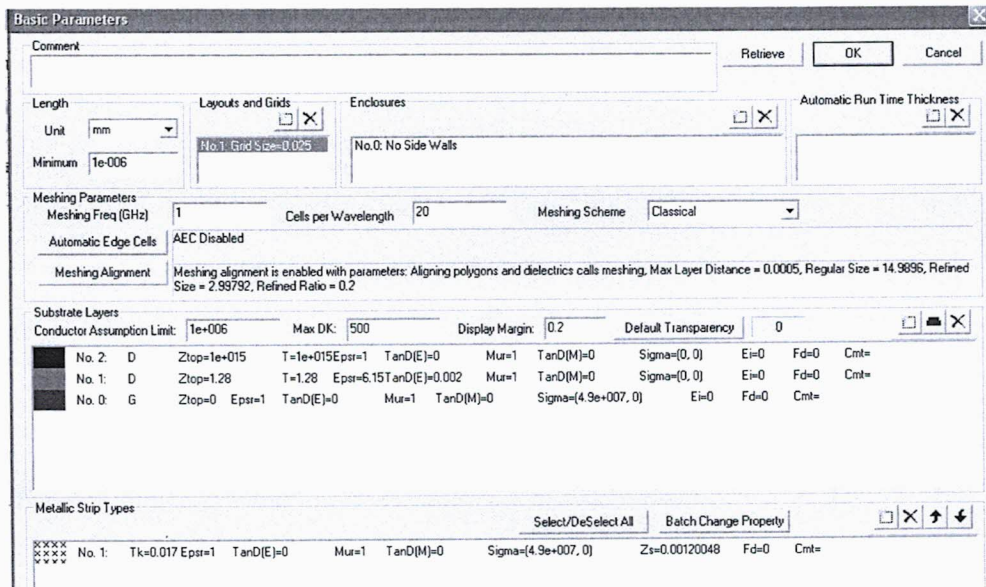 Basic Parameters
Comment
Retrieve
OK
Cancel
Length
Unit mm
Minimum 1e-006
Layouts and Grids
No.1: Grid Size=0.025
Enclosures
No.0: No Side Walls
Automatic Run Time Thickness
Meshing Parameters
Meshing Freq (GHz) 1 Cells per Wavelength 20 Meshing Scheme Classical
Automatic Edge Cells AEC Disabled
Meshing Alignment Meshing alignment is enabled with parameters: Aligning polygons and dielectrics calls meshing, Max Layer Distance = 0.0005, Regular Size = 14.9896, Refined
Size = 2.99792, Refined Ratio = 0.2
Substrate Layers
Conductor Assumption Limit: 1e+006 Max DK: 500 Display Margin: 0.2 Default Transparency 0
No. 2: D Ztop=1e+015 T=1e+015Epsr=1 TanD(E)=0 Mur=1 TanD(M)=0 Sigma=(0, 0) Ei=0 Fd=0 Cmt=
No. 1: D Ztop=1.28 T=1.28 Epsr=6.15TanD(E)=0.002 Mur=1 TanD(M)=0 Sigma=(0, 0) Ei=0 Fd=0 Cmt=
No. 0: G Ztop=0 Epsr=1 TanD(E)=0 Mur=1 TanD(M)=0 Sigma=(4.9e+007, 0) Ei=0 Fd=0 Cmt=
Metallic Strip Types
Select/DeSelect All Batch Change Property
No. 1: Tk=0.017 Epsr=1 TanD(E)=0 Mur=1 TanD(M)=0 Sigma=(4.9e+007, 0) Zs=0.00120048 Fd=0 Cmt=